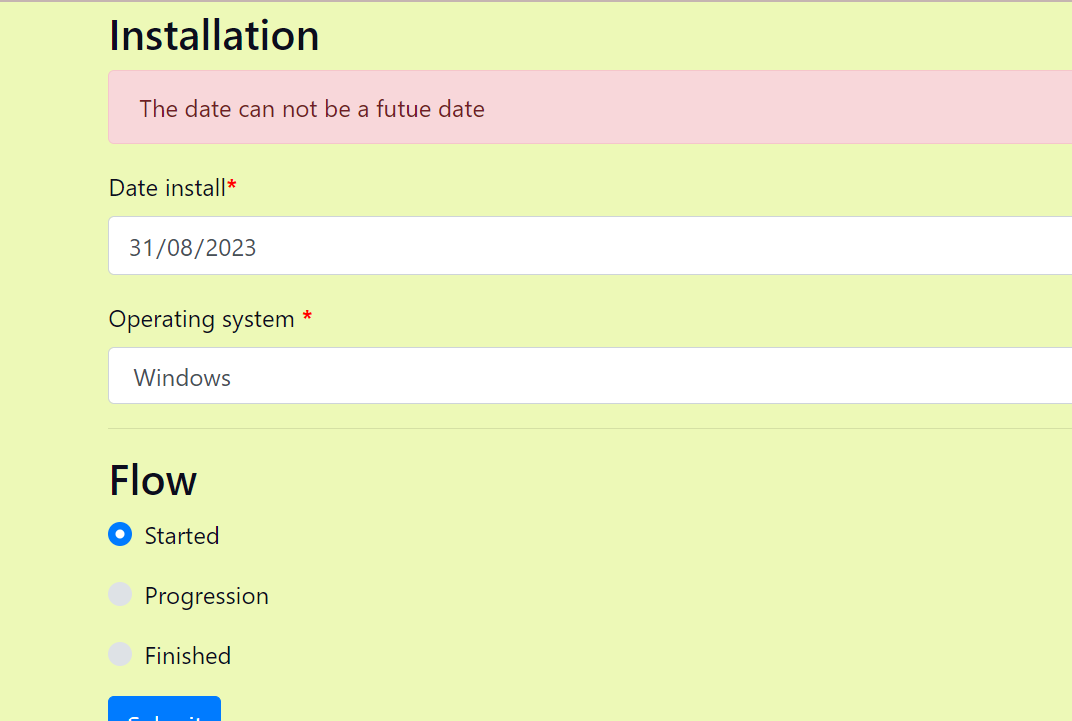 Installation
The date can not be a futue date
Date install*
31/08/2023
Operating system *
Windows
Flow
Started
Progression
Finished
Submit